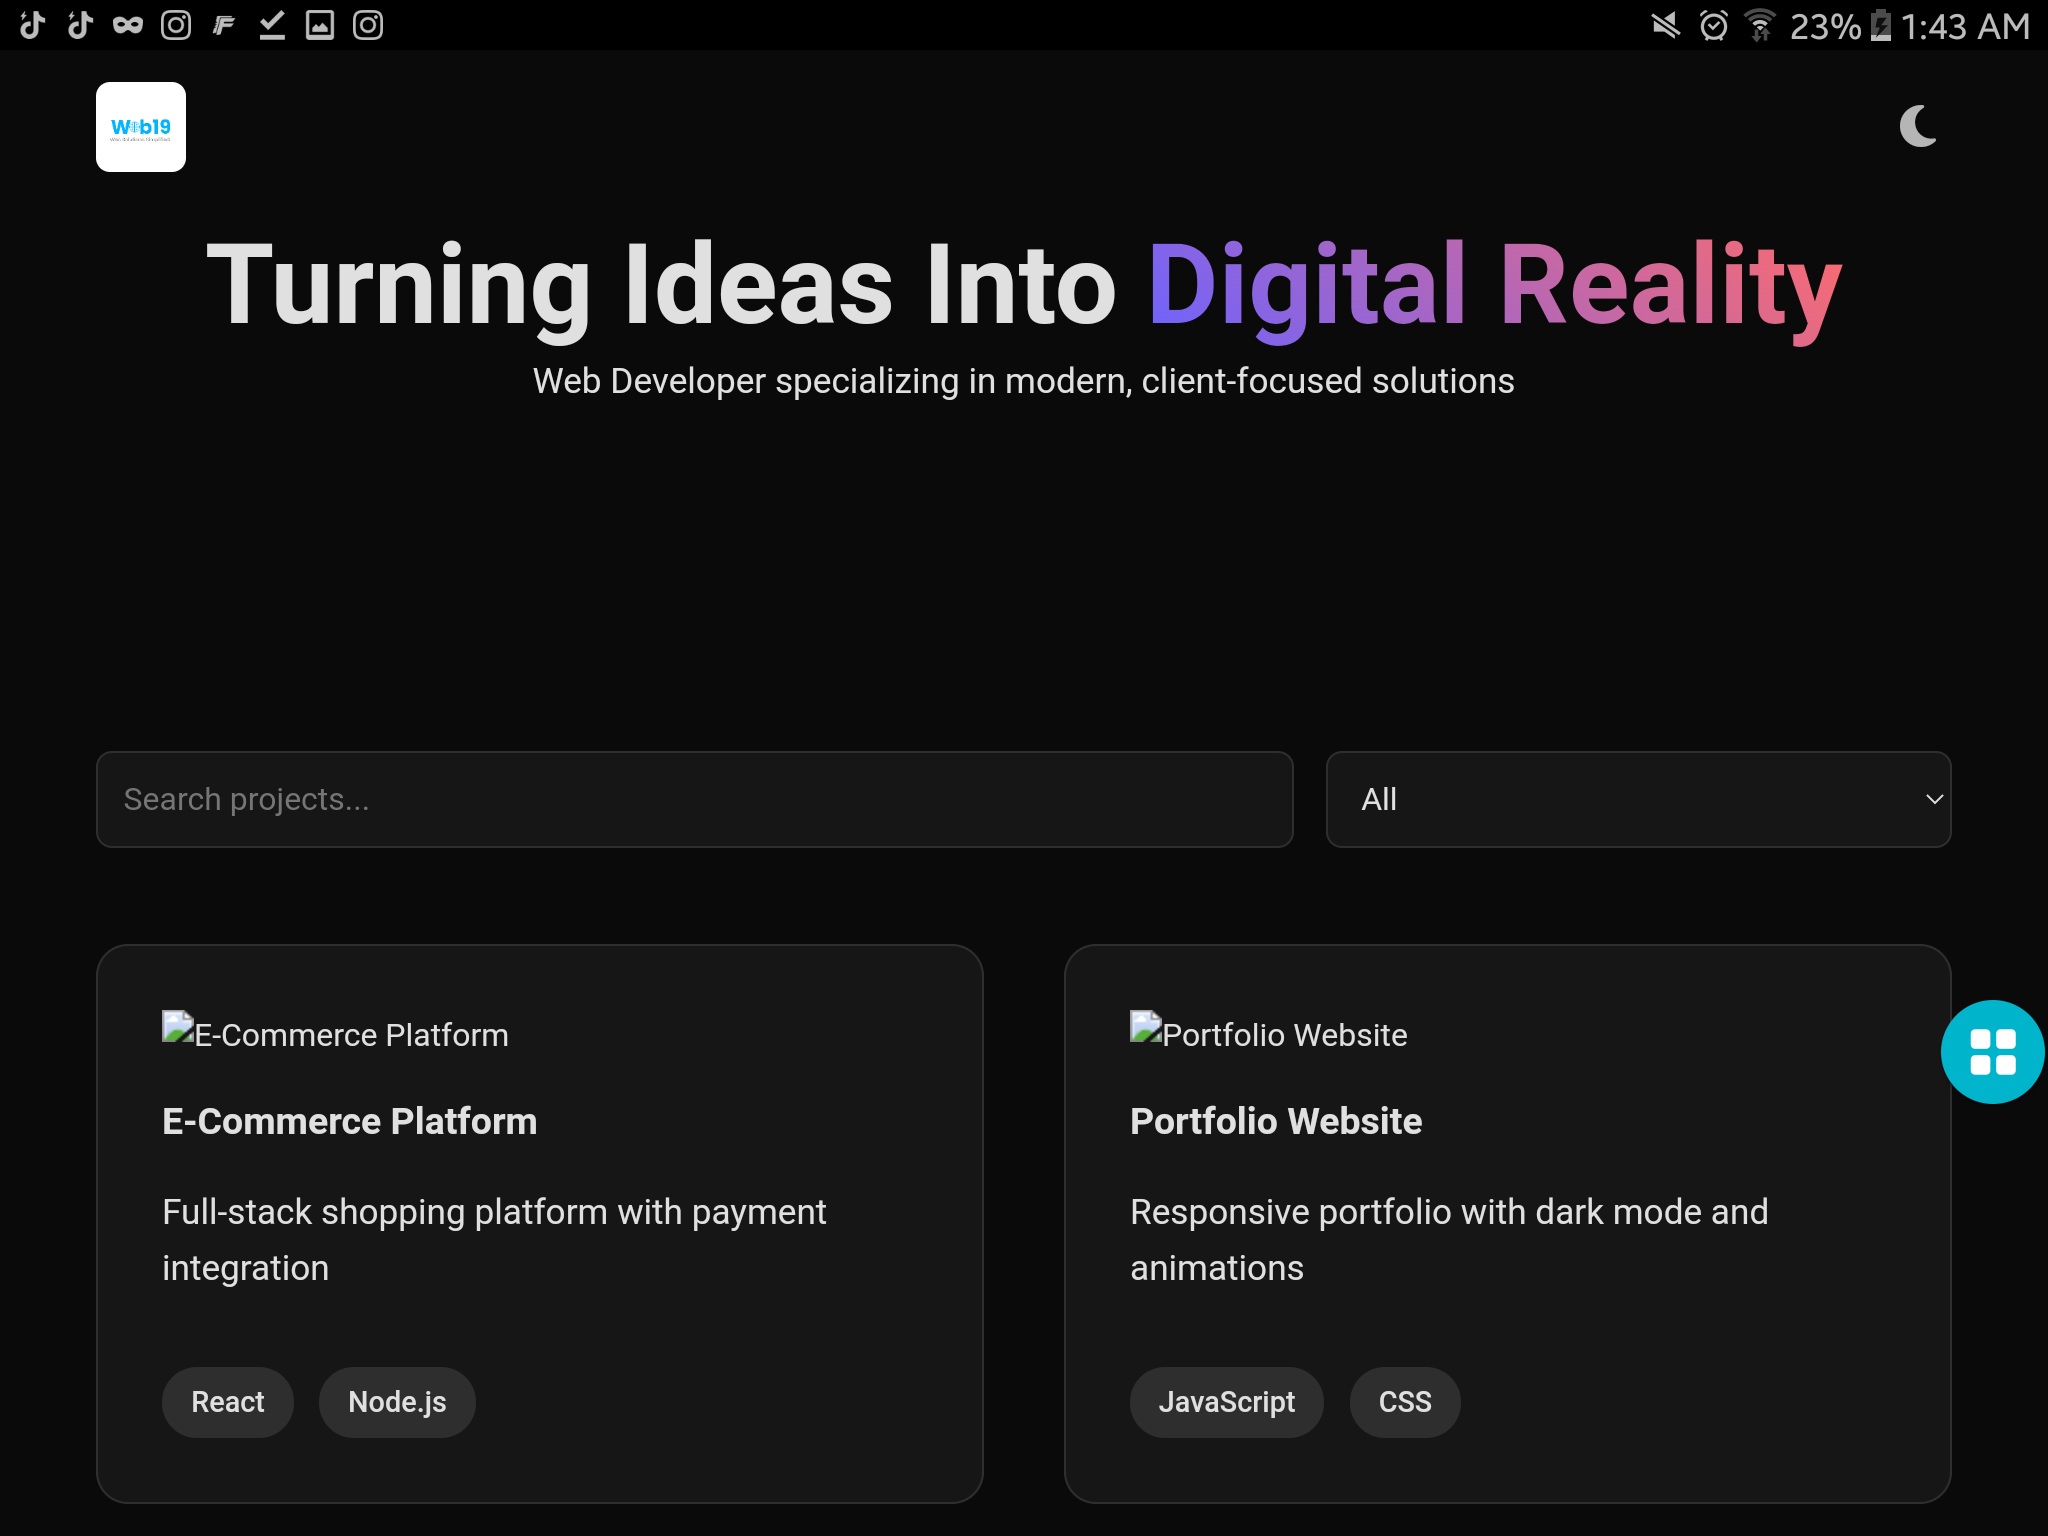 23% 1:43 AM
Web19
Turning Ideas Into Digital Reality
Web Developer specializing in modern, client-focused solutions
Search projects...
All
E-Commerce Platform
E-Commerce Platform
Full-stack shopping platform with payment
integration
React Node.js
Portfolio Website
Portfolio Website
Responsive portfolio with dark mode and
animations
JavaScript CSS